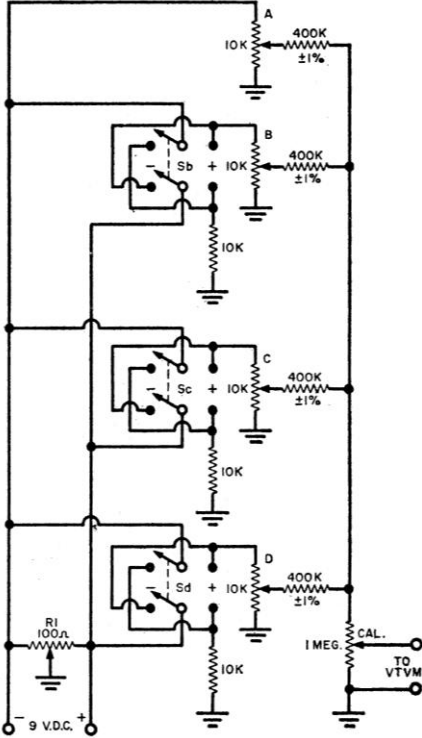 A
10K
400K
±1%
B
Sb
- +
10K
400K
±1%
10K
C
Sc
- +
10K
400K
±1%
10K
D
Sd
- +
10K
400K
±1%
10K
R1
100Ω
1 MEG.
CAL.
TO
VTVM
- 9 V.D.C. +